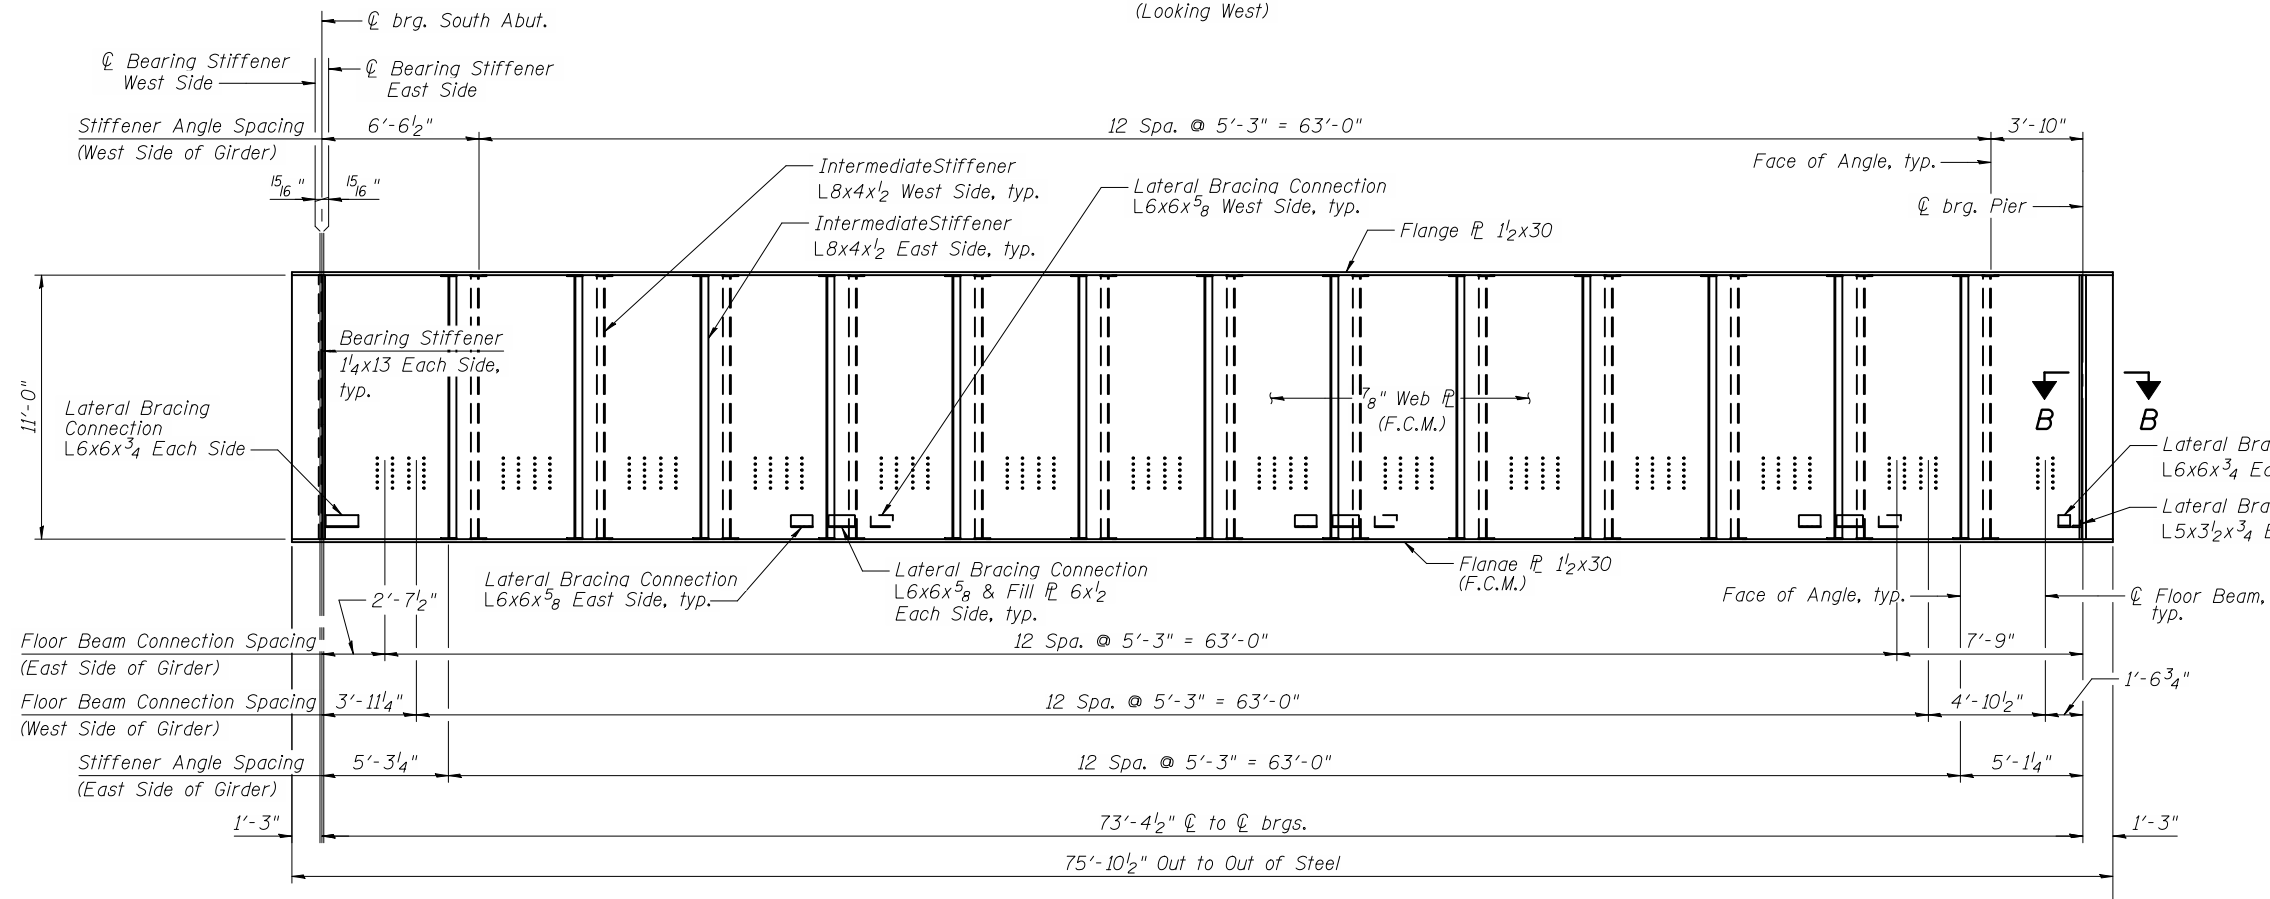 (Looking West)
℄ brg. South Abut.
℄ Bearing Stiffener
West Side
℄ Bearing Stiffener
East Side
Stiffener Angle Spacing
(West Side of Girder)
6'-6½"
12 Spa. @ 5'-3" = 63'-0"
3'-10"
15/16"
15/16"
Face of Angle, typ.
℄ brg. Pier
IntermediateStiffener
L8x4x½ West Side, typ.
IntermediateStiffener
L8x4x½ East Side, typ.
Lateral Bracing Connection
L6x6x⅝ West Side, typ.
Flange ⅊ 1½x30
11'-0"
Bearing Stiffener
1¼x13 Each Side,
typ.
Lateral Bracing
Connection
L6x6x¾ Each Side
⅞" Web ⅊
(F.C.M.)
B
B
Lateral Bra
L6x6x¾ Ea
Lateral Bra
L5x3½x¾ E
Lateral Bracing Connection
L6x6x⅝ East Side, typ.
Lateral Bracing Connection
L6x6x⅝ & Fill ⅊ 6x½
Each Side, typ.
Flange ⅊ 1½x30
(F.C.M.)
Face of Angle, typ.
℄ Floor Beam,
typ.
2'-7½"
Floor Beam Connection Spacing
(East Side of Girder)
12 Spa. @ 5'-3" = 63'-0"
7'-9"
Floor Beam Connection Spacing
(West Side of Girder)
3'-11¼"
12 Spa. @ 5'-3" = 63'-0"
4'-10½"
1'-6¾"
Stiffener Angle Spacing
(East Side of Girder)
5'-3¼"
12 Spa. @ 5'-3" = 63'-0"
5'-1¼"
1'-3"
73'-4½" ℄ to ℄ brgs.
1'-3"
75'-10½" Out to Out of Steel